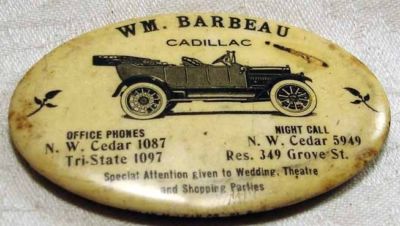 WM. BARBEAU
CADILLAC
OFFICE PHONES
N. W. Cedar 1087
Tri-State 1097
NIGHT CALL
N. W. Cedar 5949
Res. 349 Grove St.
Special Attention given to Wedding, Theatre
and Shopping Parties